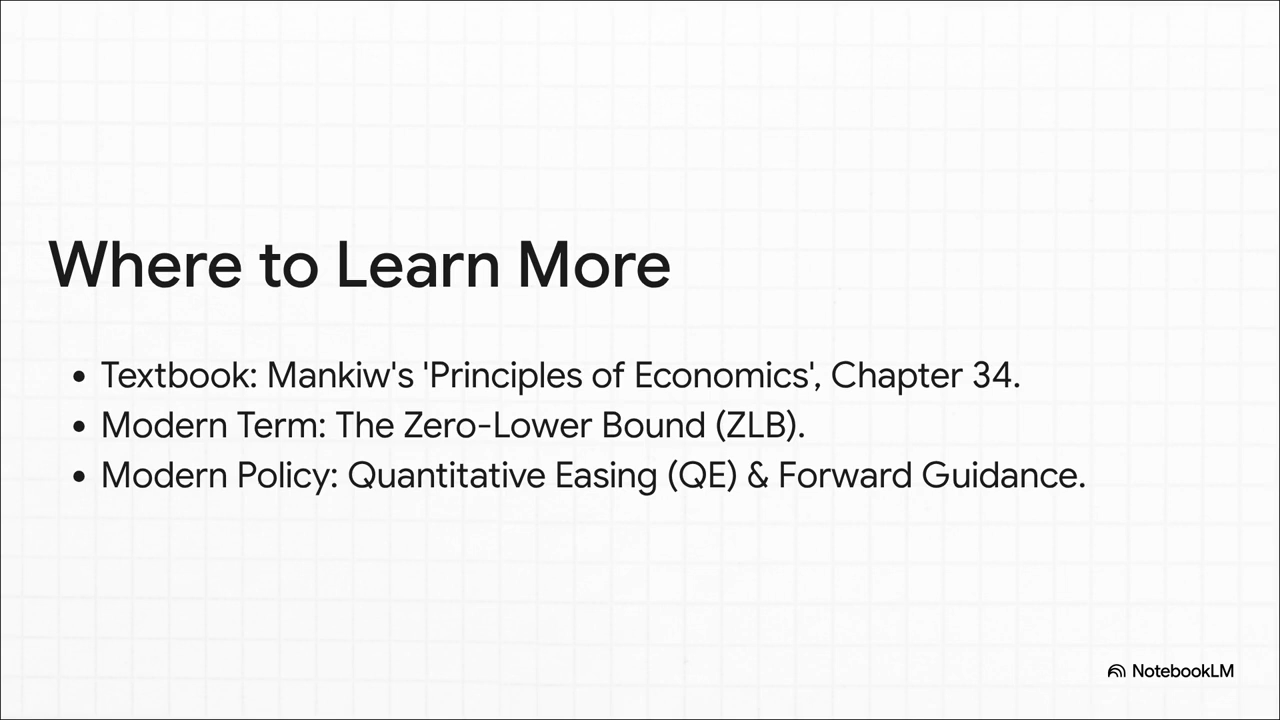 Where to Learn More
• Textbook: Mankiw's 'Principles of Economics', Chapter 34.
• Modern Term: The Zero-Lower Bound (ZLB).
• Modern Policy: Quantitative Easing (QE) & Forward Guidance.
NotebookLM